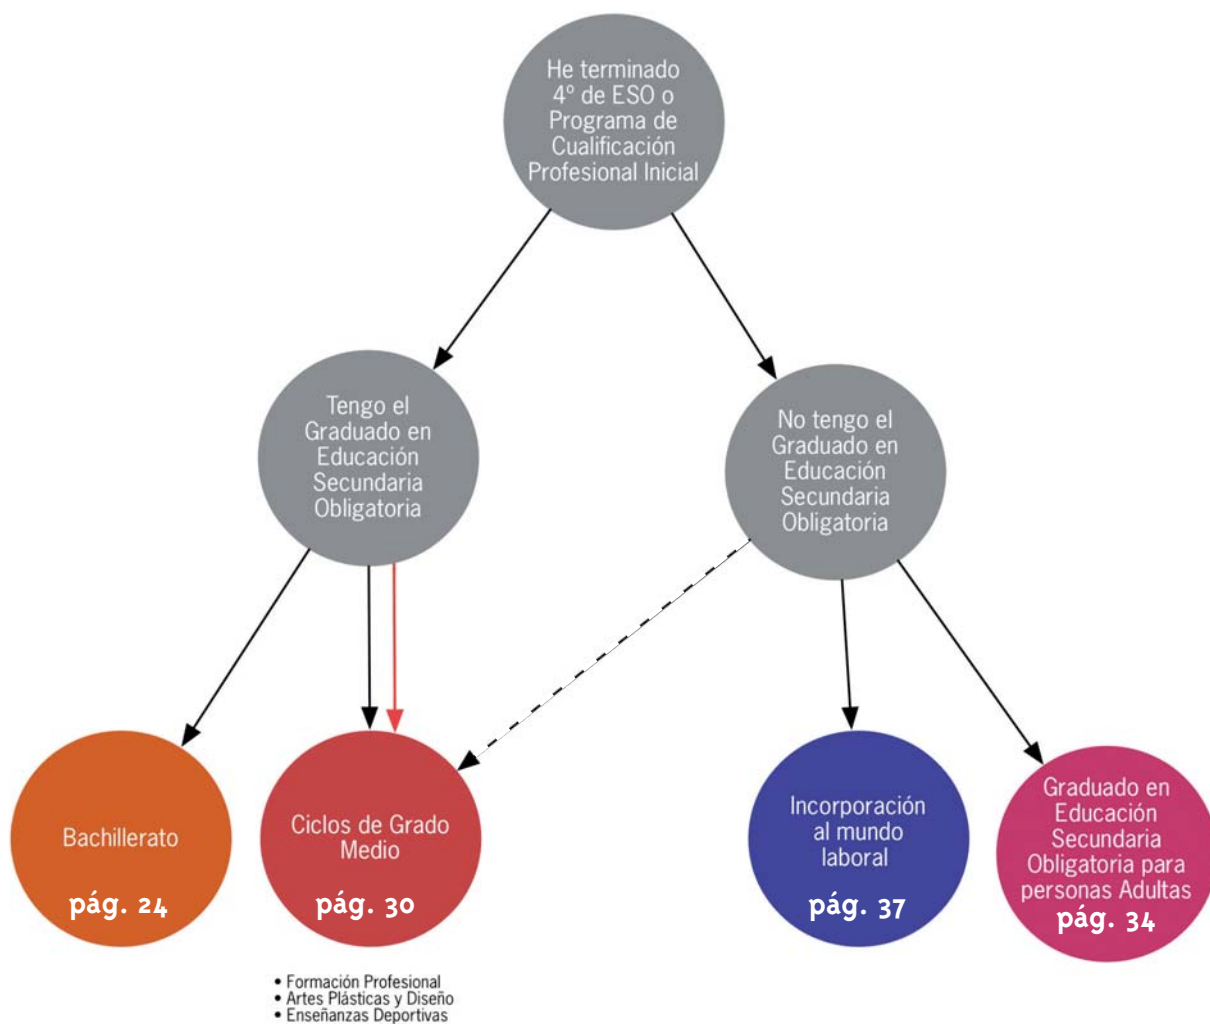 He terminado
4º de ESO o
Programa de
Cualificación
Profesional Inicial
Tengo el
Graduado en
Educación
Secundaria
Obligatoria
No tengo el
Graduado en
Educación
Secundaria
Obligatoria
Bachillerato
pág. 24
Ciclos de Grado
Medio
pág. 30
Incorporación
al mundo
laboral
pág. 37
Graduado en
Educación
Secundaria
Obligatoria para
personas Adultas
pág. 34
• Formación Profesional
• Artes Plásticas y Diseño
• Enseñanzas Deportivas